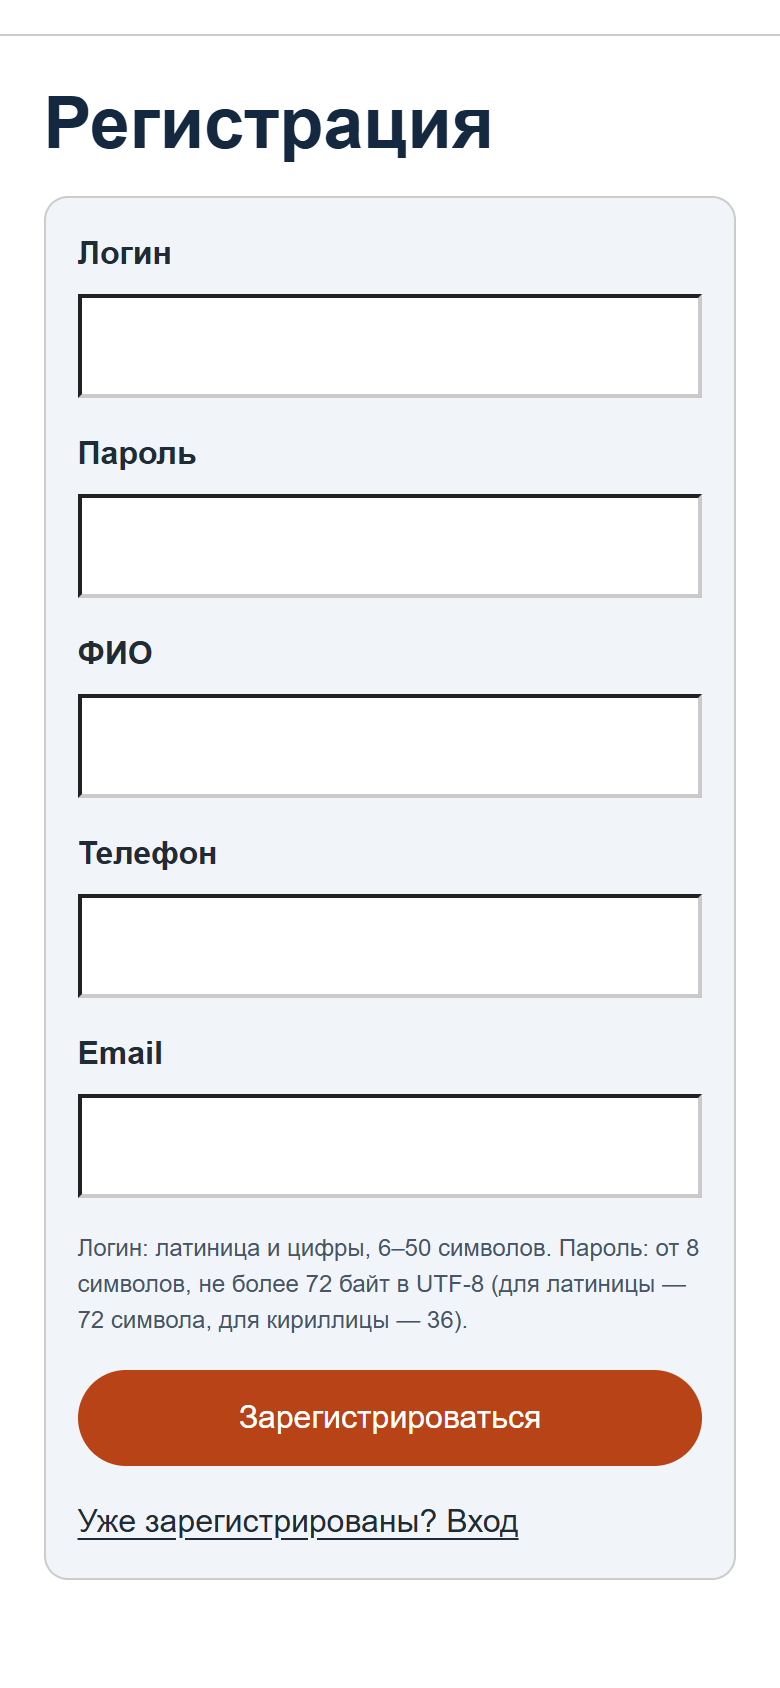 Регистрация
Логин
Пароль
ФИО
Телефон
Email
Логин: латиница и цифры, 6–50 символов. Пароль: от 8
символов, не более 72 байт в UTF-8 (для латиницы —
72 символа, для кириллицы — 36).
Зарегистрироваться
Уже зарегистрированы? Вход